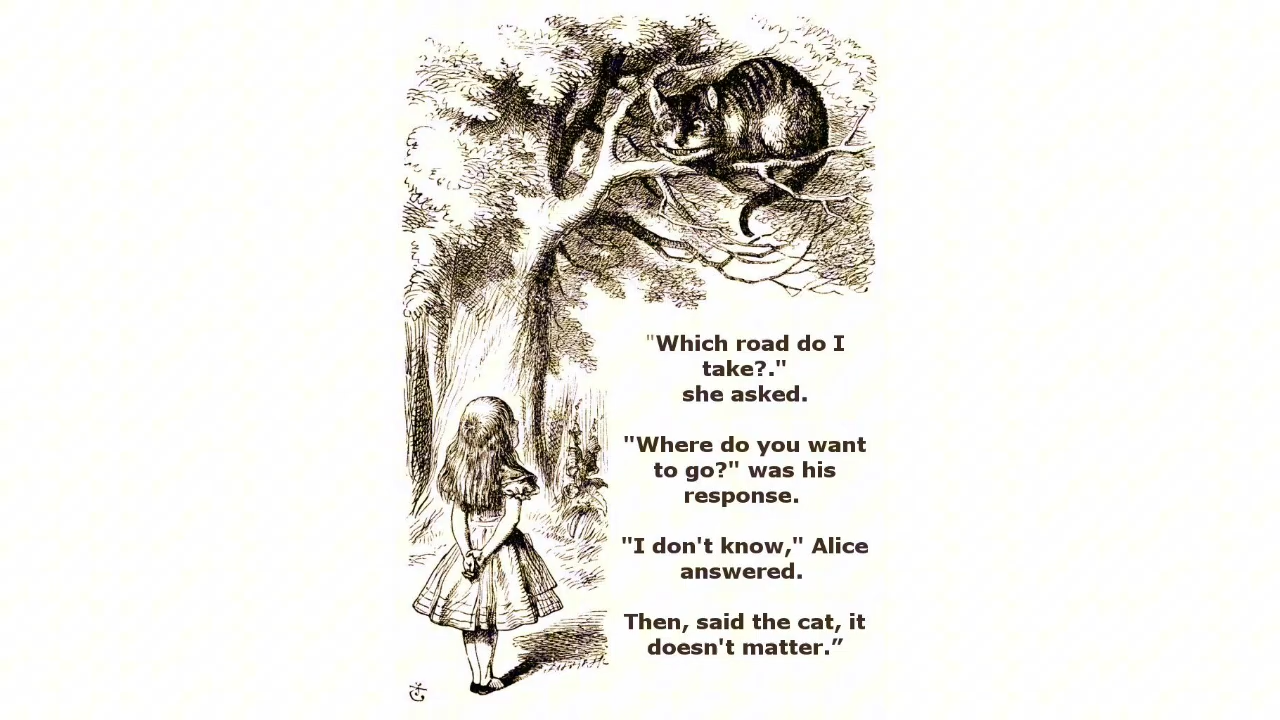 "Which road do I
take?."
she asked.
"Where do you want
to go?" was his
response.
"I don't know," Alice
answered.
Then, said the cat, it
doesn't matter.”